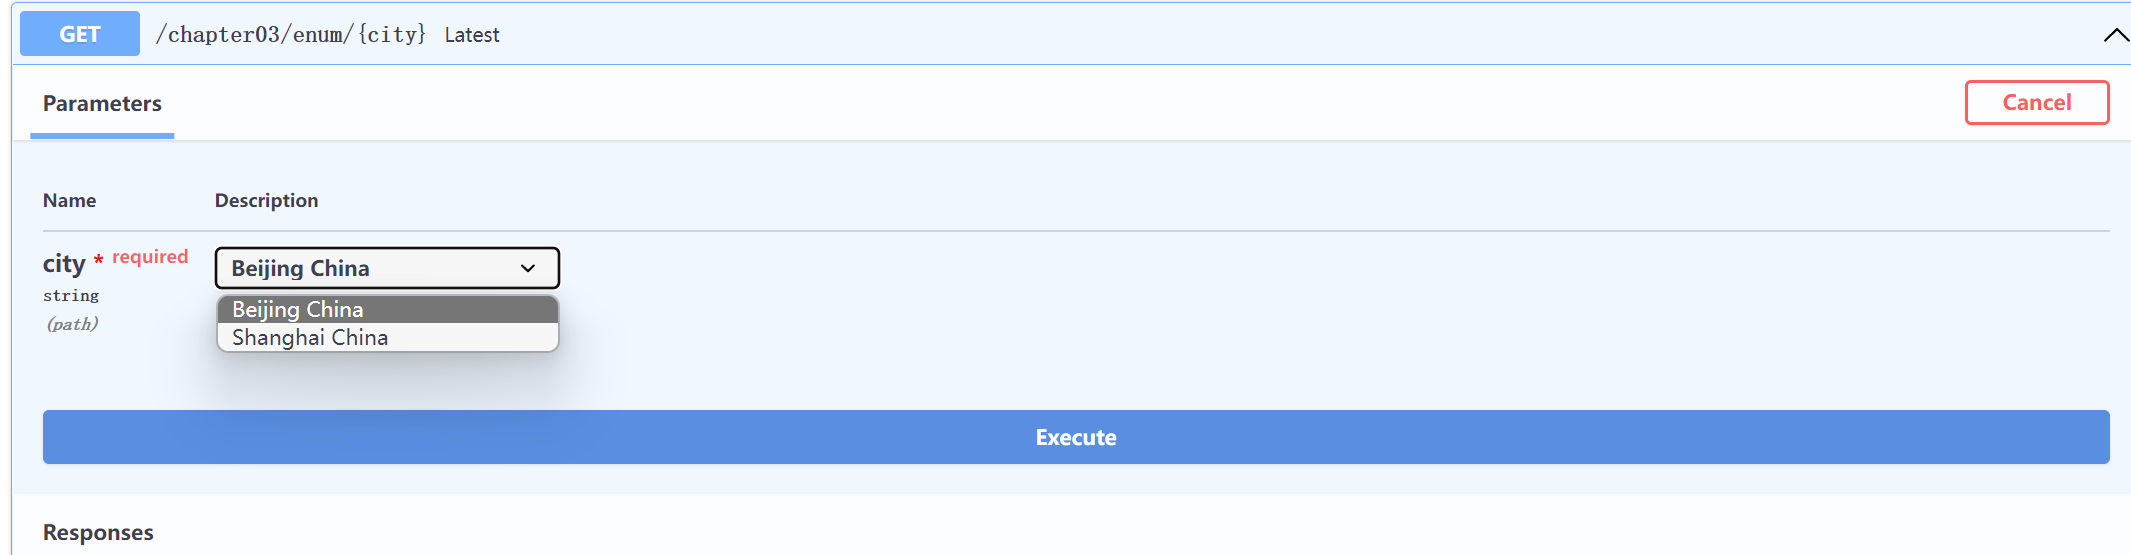 GET /chapter03/enum/{city} Latest
Parameters
Cancel
Name Description
city * required
string
(path)
Beijing China
Beijing China
Shanghai China
Execute
Responses